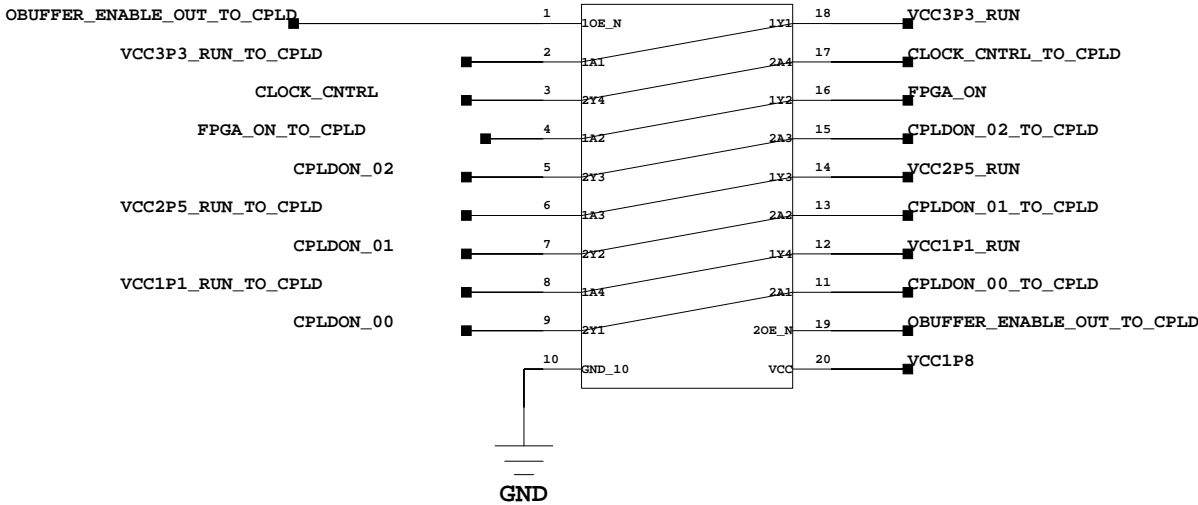 OBUFFER_ENABLE_OUT_TO_CPLD 1 1OE_N 1Y1 18 VCC3P3_RUN
VCC3P3_RUN_TO_CPLD 2 1A1 2A4 17 CLOCK_CNTRL_TO_CPLD
CLOCK_CNTRL 3 2Y4 1Y2 16 FPGA_ON
FPGA_ON_TO_CPLD 4 1A2 2A3 15 CPLDON_02_TO_CPLD
CPLDON_02 5 2Y3 1Y3 14 VCC2P5_RUN
VCC2P5_RUN_TO_CPLD 6 1A3 2A2 13 CPLDON_01_TO_CPLD
CPLDON_01 7 2Y2 1Y4 12 VCC1P1_RUN
VCC1P1_RUN_TO_CPLD 8 1A4 2A1 11 CPLDON_00_TO_CPLD
CPLDON_00 9 2Y1 2OE_N 19 OBUFFER_ENABLE_OUT_TO_CPLD
10 GND_10 VCC 20 VCC1P8
GND